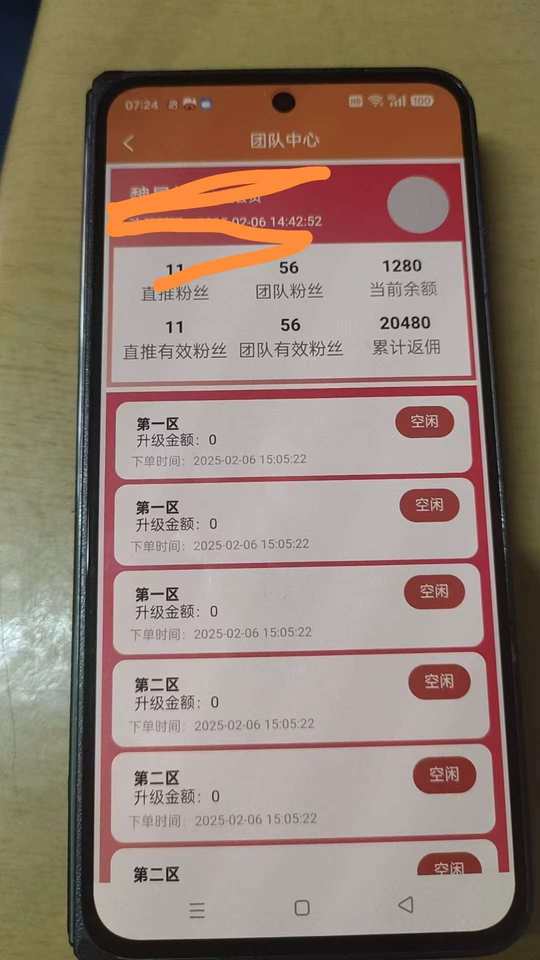 07:24
100
团队中心
02-06 14:42:52
11 56 1280
直推粉丝 团队粉丝 当前余额
11 56 20480
直推有效粉丝 团队有效粉丝 累计返佣
第一区 空闲
升级金额：0
下单时间：2025-02-06 15:05:22
第一区 空闲
升级金额：0
下单时间：2025-02-06 15:05:22
第一区 空闲
升级金额：0
下单时间：2025-02-06 15:05:22
第二区 空闲
升级金额：0
下单时间：2025-02-06 15:05:22
第二区 空闲
升级金额：0
下单时间：2025-02-06 15:05:22
第二区 空闲